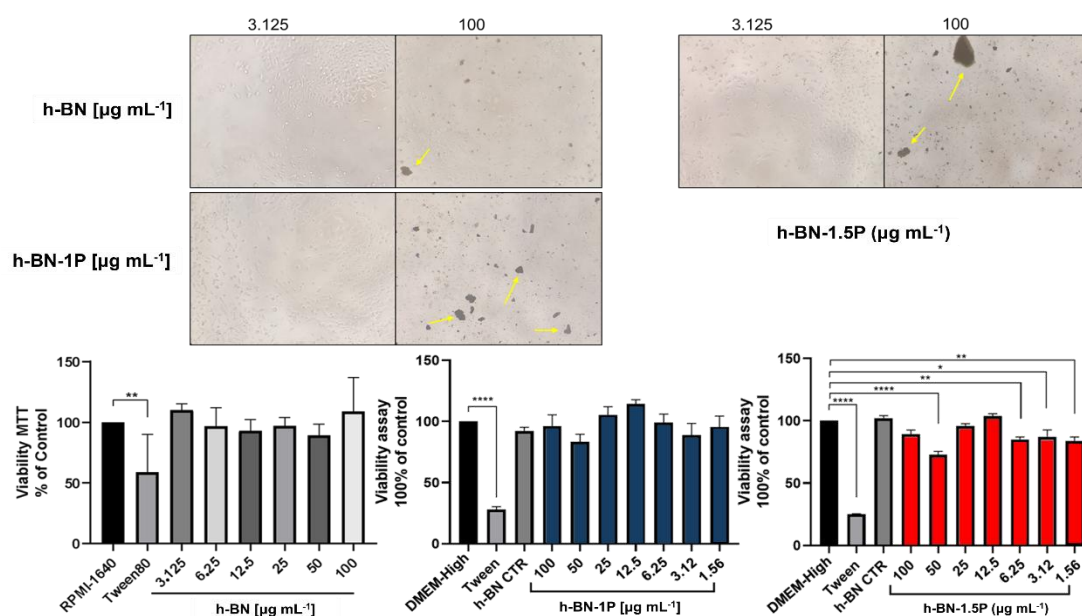 3.125
100
3.125
100
h-BN [µg mL-1]
h-BN-1P [µg mL-1]
h-BN-1.5P (µg mL-1)
Viability MTT
% of Control
150
100
50
0
**
RPMI-1640
Tween80
3.125
6.25
12.5
25
50
100
h-BN [µg mL-1]
Viability assay
100% of control
150
100
50
0
****
DMEM-High
Tween
h-BN CTR
100
50
25
12.5
6.25
3.12
1.56
h-BN-1P [µg mL-1]
Viability assay
100% of control
150
100
50
0
**
*
**
****
****
DMEM-High
Tween
h-BN CTR
100
50
25
12.5
6.25
3.12
1.56
h-BN-1.5P (µg mL-1)